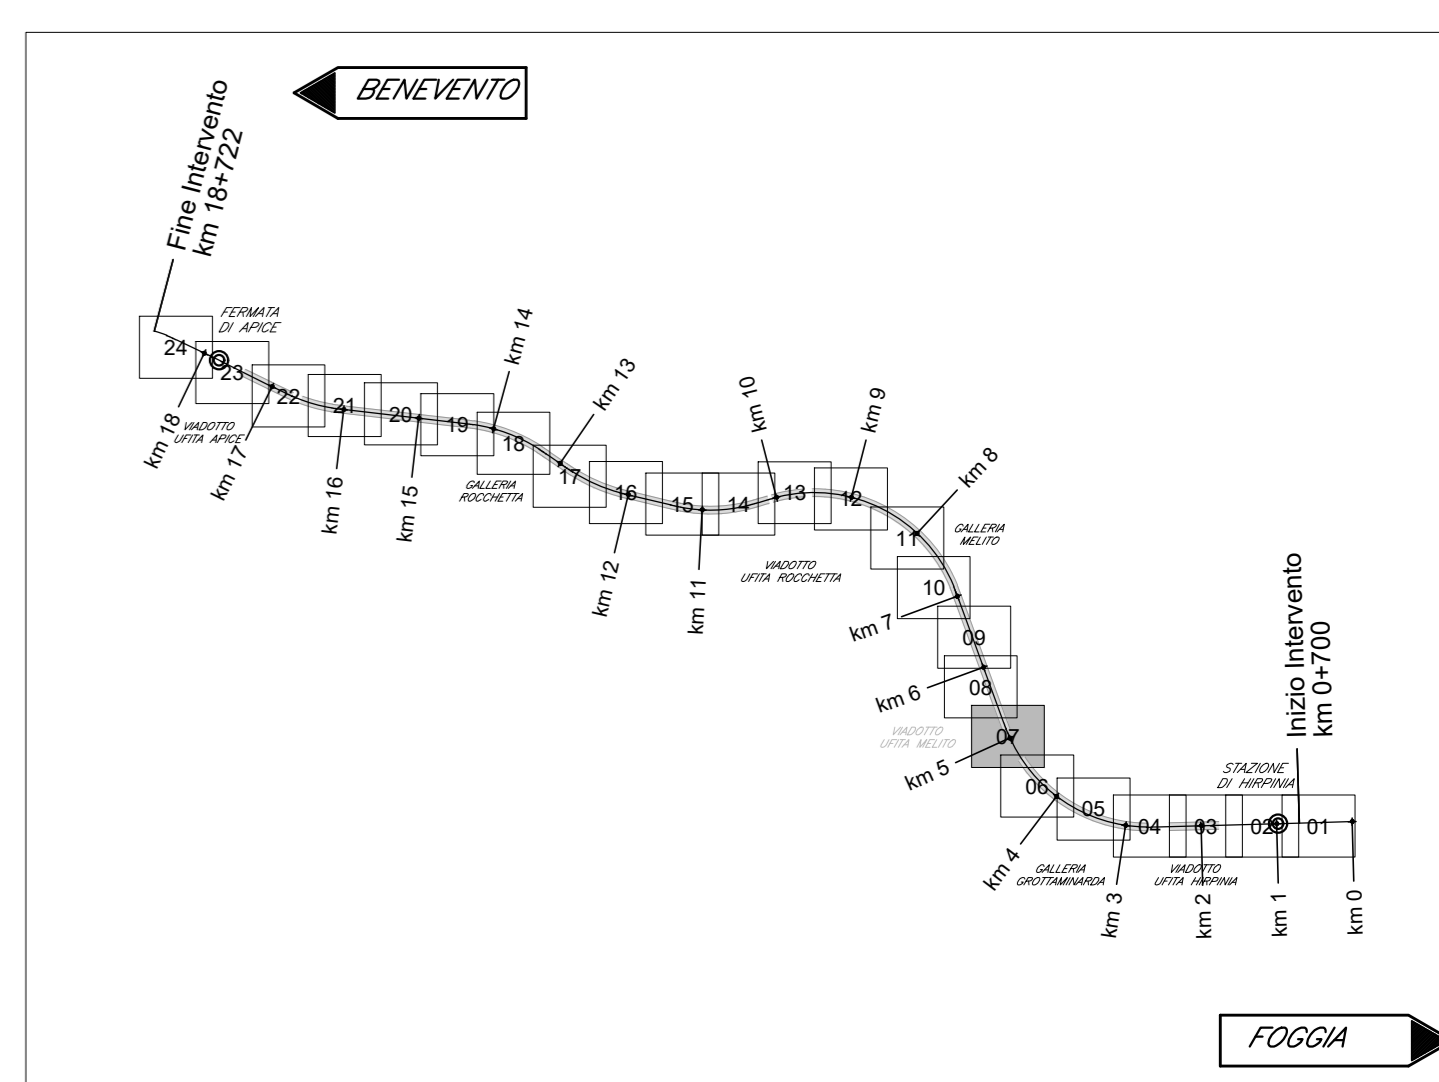 BENEVENTO
Fine Intervento
km 18+722
FERMATA
DI APICE
24
23
22
21
20
19
18
17
16
15
14
13
12
11
10
09
08
07
06
05
04
03
02
01
km 18
VIADOTTO
UFITA APICE
km 17
km 16
km 15
km 14
GALLERIA
ROCCHETTA
km 13
km 12
km 11
km 10
VIADOTTO
UFITA ROCCHETTA
km 9
km 8
GALLERIA
MELITO
km 7
km 6
VIADOTTO
UFITA MELITO
km 5
km 4
GALLERIA
GROTTAMINARDA
km 3
VIADOTTO
UFITA HIRPINIA
km 2
STAZIONE
DI HIRPINIA
km 1
Inizio Intervento
km 0+700
km 0
FOGGIA